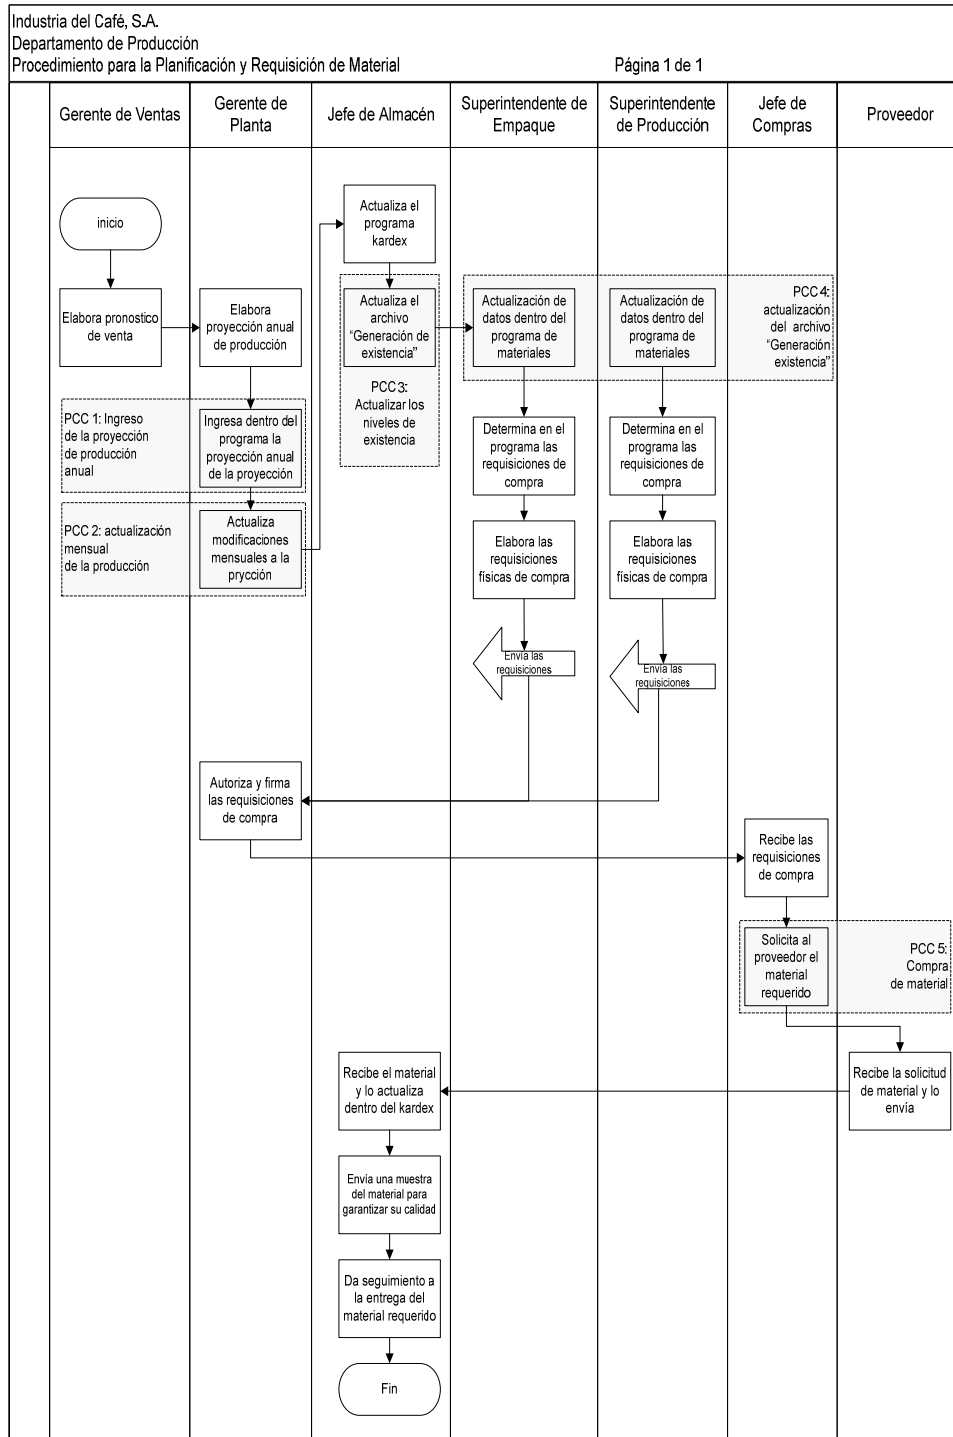 Industria del Café, S.A.
Departamento de Producción
Procedimiento para la Planificación y Requisición de Material
Página 1 de 1
Gerente de Ventas
Gerente de
Planta
Jefe de Almacén
Superintendente de
Empaque
Superintendente
de Producción
Jefe de
Compras
Proveedor
inicio
Actualiza el
programa
kardex
Elabora pronostico
de venta
Elabora
proyección anual
de producción
Actualiza el
archivo
“Generación de
existencia”
PCC 3:
Actualizar los
niveles de
existencia
Actualización de
datos dentro del
programa de
materiales
Actualización de
datos dentro del
programa de
materiales
PCC 4:
actualización
del archivo
“Generación
existencia”
PCC 1: Ingreso
de la proyección
de producción
anual
Ingresa dentro del
programa la
proyección anual
de la proyección
Determina en el
programa las
requisiciones de
compra
Determina en el
programa las
requisiciones de
compra
PCC 2: actualización
mensual
de la producción
Actualiza
modificaciones
mensuales a la
prycción
Elabora las
requisiciones
físicas de compra
Elabora las
requisiciones
físicas de compra
Envía las
requisiciones
Envía las
requisiciones
Autoriza y firma
las requisiciones
de compra
Recibe las
requisiciones
de compra
Solicita al
proveedor el
material
requerido
PCC 5:
Compra
de material
Recibe el material
y lo actualiza
dentro del kardex
Recibe la solicitud
de material y lo
envía
Envía una muestra
del material para
garantizar su calidad
Da seguimiento a
la entrega del
material requerido
Fin